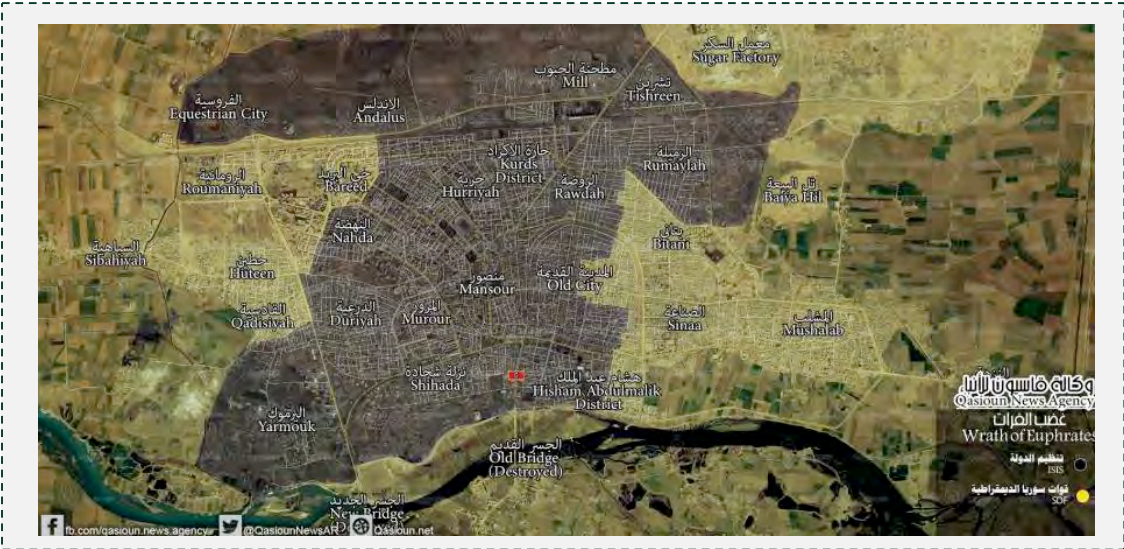 معمل السكر
Sugar Factory
مطحنة الحبوب
Mill
تشرين
Tishreen
الفروسية
Equestrian City
الاندلس
Andalus
حارة الاكراد
Kurds
District
الرميلة
Rumaylah
الرومانية
Roumaniyah
حي البريد
Bareed
حرية
Hurriyah
الروضة
Rawdah
تل البيعة
Baiya Hil
النهضة
Nahda
بتاني
Bitani
السباهية
Sibahiyah
حطين
Huteen
منصور
Mansour
المدينة القديمة
Old City
القادسية
Qadisiyah
الدرعية
Duriyah
المرور
Murour
الصناعة
Sinaa
المشلب
Mushalab
نزلة شحادة
Shihada
هشام عبد الملك
Hisham Abdulmalik
District
وكالة قاسيون للأنباء
Qasioun News Agency
اليرموك
Yarmouk
غضب الفرات
Wrath of Euphrates
الجسر القديم
Old Bridge
(Destroyed)
تنظيم الدولة
ISIS
قوات سوريا الديمقراطية
SDF
الجسر الجديد
New Bridge
fb.com/qasioun.news.agency
@QasiounNewsAR
Qasioun.net